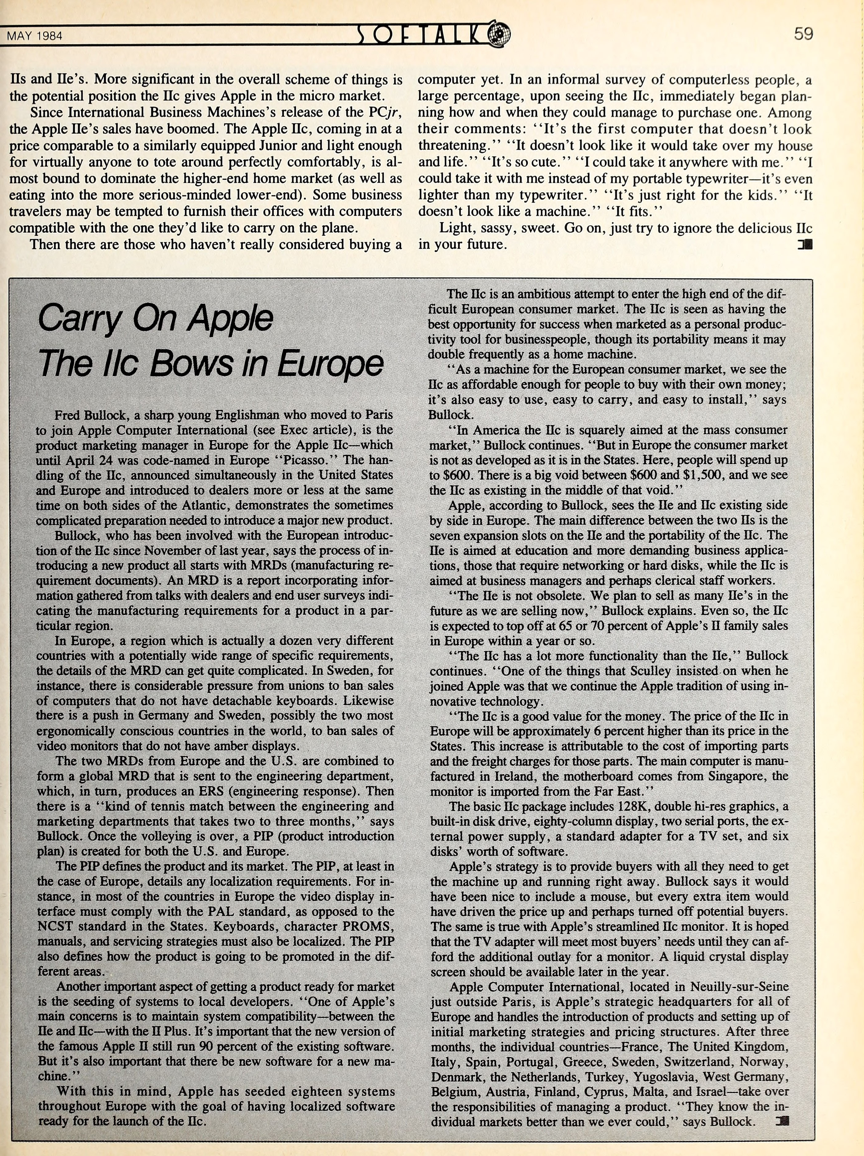 MAY 1984
SOFTALK
59
IIs and IIe's. More significant in the overall scheme of things is
the potential position the IIc gives Apple in the micro market.
Since International Business Machines's release of the PCjr,
the Apple IIe's sales have boomed. The Apple IIc, coming in at a
price comparable to a similarly equipped Junior and light enough
for virtually anyone to tote around perfectly comfortably, is al-
most bound to dominate the higher-end home market (as well as
eating into the more serious-minded lower-end). Some business
travelers may be tempted to furnish their offices with computers
compatible with the one they'd like to carry on the plane.
Then there are those who haven't really considered buying a
computer yet. In an informal survey of computerless people, a
large percentage, upon seeing the IIc, immediately began plan-
ning how and when they could manage to purchase one. Among
their comments: "It's the first computer that doesn't look
threatening." "It doesn't look like it would take over my house
and life." "It's so cute." "I could take it anywhere with me." "I
could take it with me instead of my portable typewriter—it's even
lighter than my typewriter." "It's just right for the kids." "It
doesn't look like a machine." "It fits."
Light, sassy, sweet. Go on, just try to ignore the delicious IIc
in your future.
Carry On Apple
The IIc Bows in Europe
Fred Bullock, a sharp young Englishman who moved to Paris
to join Apple Computer International (see Exec article), is the
product marketing manager in Europe for the Apple IIc—which
until April 24 was code-named in Europe "Picasso." The han-
dling of the IIc, announced simultaneously in the United States
and Europe and introduced to dealers more or less at the same
time on both sides of the Atlantic, demonstrates the sometimes
complicated preparation needed to introduce a major new product.
Bullock, who has been involved with the European introduc-
tion of the IIc since November of last year, says the process of in-
troducing a new product all starts with MRDs (manufacturing re-
quirement documents). An MRD is a report incorporating infor-
mation gathered from talks with dealers and end user surveys indi-
cating the manufacturing requirements for a product in a par-
ticular region.
In Europe, a region which is actually a dozen very different
countries with a potentially wide range of specific requirements,
the details of the MRD can get quite complicated. In Sweden, for
instance, there is considerable pressure from unions to ban sales
of computers that do not have detachable keyboards. Likewise
there is a push in Germany and Sweden, possibly the two most
ergonomically conscious countries in the world, to ban sales of
video monitors that do not have amber displays.
The two MRDs from Europe and the U.S. are combined to
form a global MRD that is sent to the engineering department,
which, in turn, produces an ERS (engineering response). Then
there is a "kind of tennis match between the engineering and
marketing departments that takes two to three months," says
Bullock. Once the volleying is over, a PIP (product introduction
plan) is created for both the U.S. and Europe.
The PIP defines the product and its market. The PIP, at least in
the case of Europe, details any localization requirements. For in-
stance, in most of the countries in Europe the video display in-
terface must comply with the PAL standard, as opposed to the
NCST standard in the States. Keyboards, character PROMS,
manuals, and servicing strategies must also be localized. The PIP
also defines how the product is going to be promoted in the dif-
ferent areas.
Another important aspect of getting a product ready for market
is the seeding of systems to local developers. "One of Apple's
main concerns is to maintain system compatibility—between the
IIe and IIc—with the II Plus. It's important that the new version of
the famous Apple II still run 90 percent of the existing software.
But it's also important that there be new software for a new ma-
chine."
With this in mind, Apple has seeded eighteen systems
throughout Europe with the goal of having localized software
ready for the launch of the IIc.
The IIc is an ambitious attempt to enter the high end of the dif-
ficult European consumer market. The IIc is seen as having the
best opportunity for success when marketed as a personal produc-
tivity tool for businesspeople, though its portability means it may
double frequently as a home machine.
"As a machine for the European consumer market, we see the
IIc as affordable enough for people to buy with their own money;
it's also easy to use, easy to carry, and easy to install," says
Bullock.
"In America the IIc is squarely aimed at the mass consumer
market," Bullock continues. "But in Europe the consumer market
is not as developed as it is in the States. Here, people will spend up
to $600. There is a big void between $600 and $1,500, and we see
the IIc as existing in the middle of that void."
Apple, according to Bullock, sees the IIe and IIc existing side
by side in Europe. The main difference between the two IIs is the
seven expansion slots on the IIe and the portability of the IIc. The
IIe is aimed at education and more demanding business applica-
tions, those that require networking or hard disks, while the IIc is
aimed at business managers and perhaps clerical staff workers.
"The IIe is not obsolete. We plan to sell as many IIe's in the
future as we are selling now," Bullock explains. Even so, the IIc
is expected to top off at 65 or 70 percent of Apple's II family sales
in Europe within a year or so.
"The IIc has a lot more functionality than the IIe," Bullock
continues. "One of the things that Sculley insisted on when he
joined Apple was that we continue the Apple tradition of using in-
novative technology.
"The IIc is a good value for the money. The price of the IIc in
Europe will be approximately 6 percent higher than its price in the
States. This increase is attributable to the cost of importing parts
and the freight charges for those parts. The main computer is manu-
factured in Ireland, the motherboard comes from Singapore, the
monitor is imported from the Far East."
The basic IIc package includes 128K, double hi-res graphics, a
built-in disk drive, eighty-column display, two serial ports, the ex-
ternal power supply, a standard adapter for a TV set, and six
disks' worth of software.
Apple's strategy is to provide buyers with all they need to get
the machine up and running right away. Bullock says it would
have been nice to include a mouse, but every extra item would
have driven the price up and perhaps turned off potential buyers.
The same is true with Apple's streamlined IIc monitor. It is hoped
that the TV adapter will meet most buyers' needs until they can af-
ford the additional outlay for a monitor. A liquid crystal display
screen should be available later in the year.
Apple Computer International, located in Neuilly-sur-Seine
just outside Paris, is Apple's strategic headquarters for all of
Europe and handles the introduction of products and setting up of
initial marketing strategies and pricing structures. After three
months, the individual countries—France, The United Kingdom,
Italy, Spain, Portugal, Greece, Sweden, Switzerland, Norway,
Denmark, the Netherlands, Turkey, Yugoslavia, West Germany,
Belgium, Austria, Finland, Cyprus, Malta, and Israel—take over
the responsibilities of managing a product. "They know the in-
dividual markets better than we ever could," says Bullock.